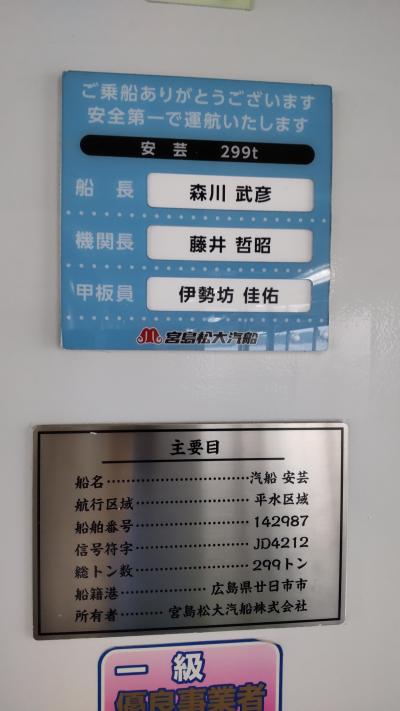 ご乗船ありがとうございます
安全第一で運航いたします
安芸 299t
船長 森川 武彦
機関長 藤井 哲昭
甲板員 伊勢坊 佳佑
宮島松大汽船
主要目
船名……………………汽船 安芸
航行区域………………平水区域
船舶番号………………142987
信号符字………………JD4212
総トン数………………299トン
船籍港…………広島県廿日市市
所有者………宮島松大汽船株式会社
一級
優良事業者